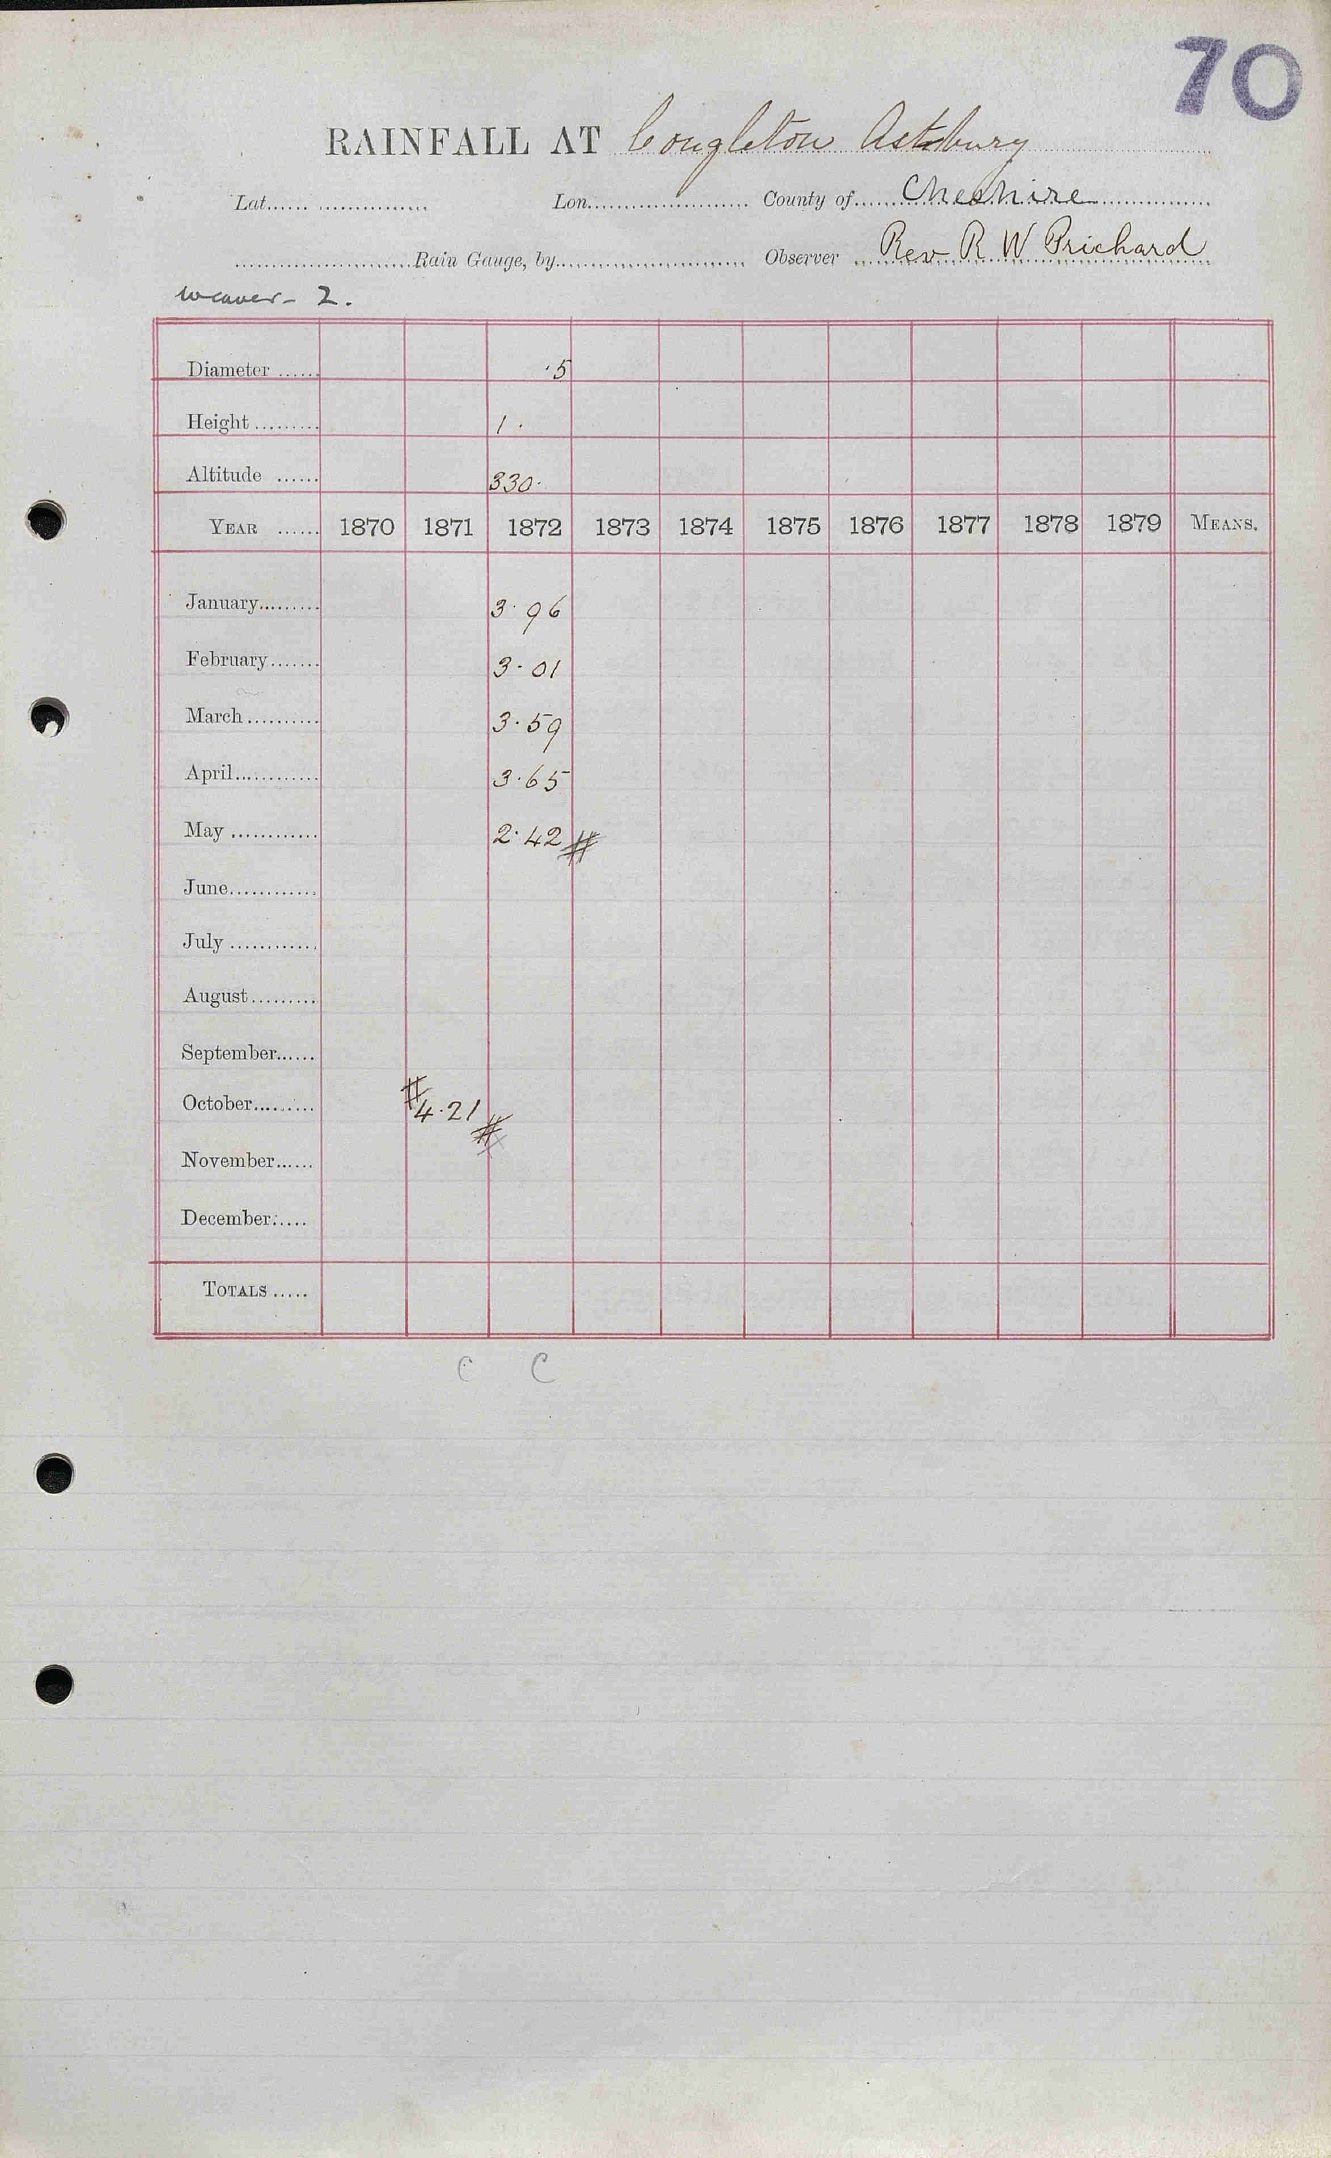 70
RAINFALL AT Congleton Astbury
Lat...... ............... Lon...................... County of Cheshire
Rain Gauge, by........................... Observer Rev R W Prichard
Weaver - 2.
Diameter ...... ·5
Height ......... 1 ·
Altitude ...... 330·
YEAR ...... 1870 1871 1872 1873 1874 1875 1876 1877 1878 1879 MEANS.
January......... 3·96
February....... 3·01
March.......... 3·59
April............ 3·65
May ............ 2·42 #
June............
July ............
August.........
September......
October......... # 4·21 #
x
November......
December......
TOTALS .....
C C